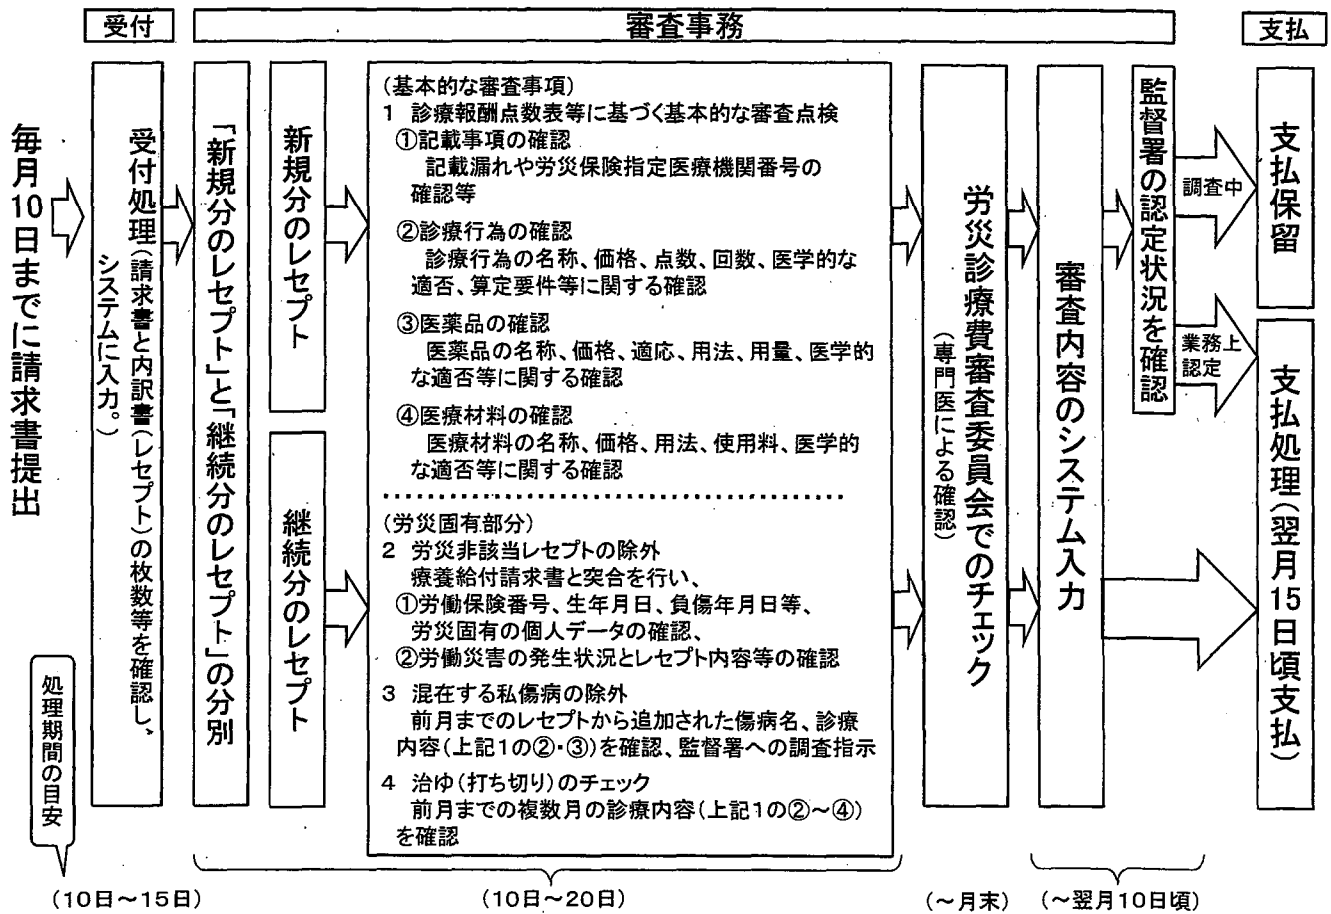 受付
審査事務
支払
毎月10日までに請求書提出
受付処理(請求書と内訳書(レセプト)の枚数等を確認し、
システムに入力。)
「新規分のレセプト」と「継続分のレセプト」の分別
新規分のレセプト
継続分のレセプト
(基本的な審査事項)
1 診療報酬点数表等に基づく基本的な審査点検
①記載事項の確認
記載漏れや労災保険指定医療機関番号の
確認等
②診療行為の確認
診療行為の名称、価格、点数、回数、医学的な
適否、算定要件等に関する確認
③医薬品の確認
医薬品の名称、価格、適応、用法、用量、医学的
な適否等に関する確認
④医療材料の確認
医療材料の名称、価格、用法、使用料、医学的
な適否等に関する確認
(労災固有部分)
2 労災非該当レセプトの除外
療養給付請求書と突合を行い、
①労働保険番号、生年月日、負傷年月日等、
労災固有の個人データの確認、
②労働災害の発生状況とレセプト内容等の確認
3 混在する私傷病の除外
前月までのレセプトから追加された傷病名、診療
内容(上記1の②・③)を確認、監督署への調査指示
4 治ゆ(打ち切り)のチェック
前月までの複数月の診療内容(上記1の②~④)
を確認
労災診療費審査委員会でのチェック
(専門医による確認)
審査内容のシステム入力
監督署の認定状況を確認
調査中
業務上
認定
支払保留
支払処理(翌月15日頃支払)
処理期間の目安
(10日~15日)
(10日~20日)
(~月末)
(~翌月10日頃)